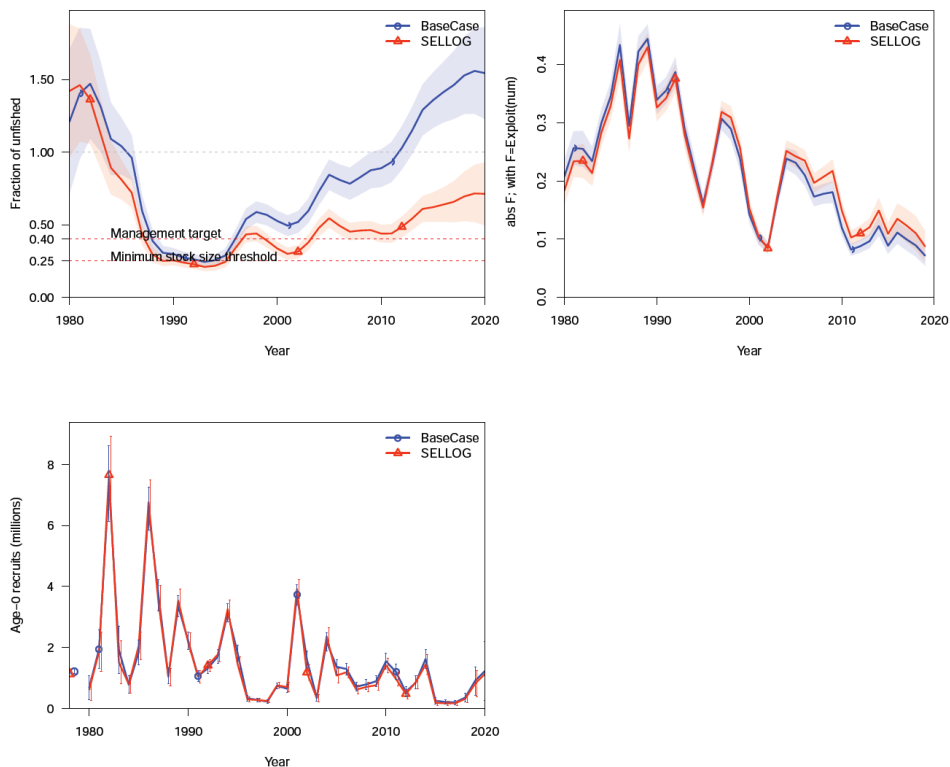 BaseCase
SELLOG
Fraction of unfished
1.50
1.00
0.50
0.40
0.25
0.00
Management target
Minimum stock size threshold
1980
1990
2000
2010
2020
Year
BaseCase
SELLOG
abs F; with F=Exploit(num)
0.4
0.3
0.2
0.1
0.0
1980
1990
2000
2010
2020
Year
BaseCase
SELLOG
Age-0 recruits (millions)
8
6
4
2
0
1980
1990
2000
2010
2020
Year